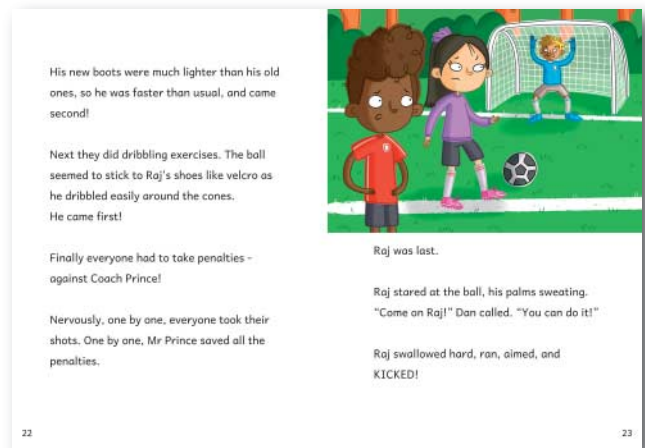 His new boots were much lighter than his old
ones, so he was faster than usual, and came
second!
Next they did dribbling exercises. The ball
seemed to stick to Raj's shoes like velcro as
he dribbled easily around the cones.
He came first!
Finally everyone had to take penalties -
against Coach Prince!
Nervously, one by one, everyone took their
shots. One by one, Mr Prince saved all the
penalties.
22
Raj was last.
Raj stared at the ball, his palms sweating.
"Come on Raj!" Dan called. "You can do it!"
Raj swallowed hard, ran, aimed, and
KICKED!
23